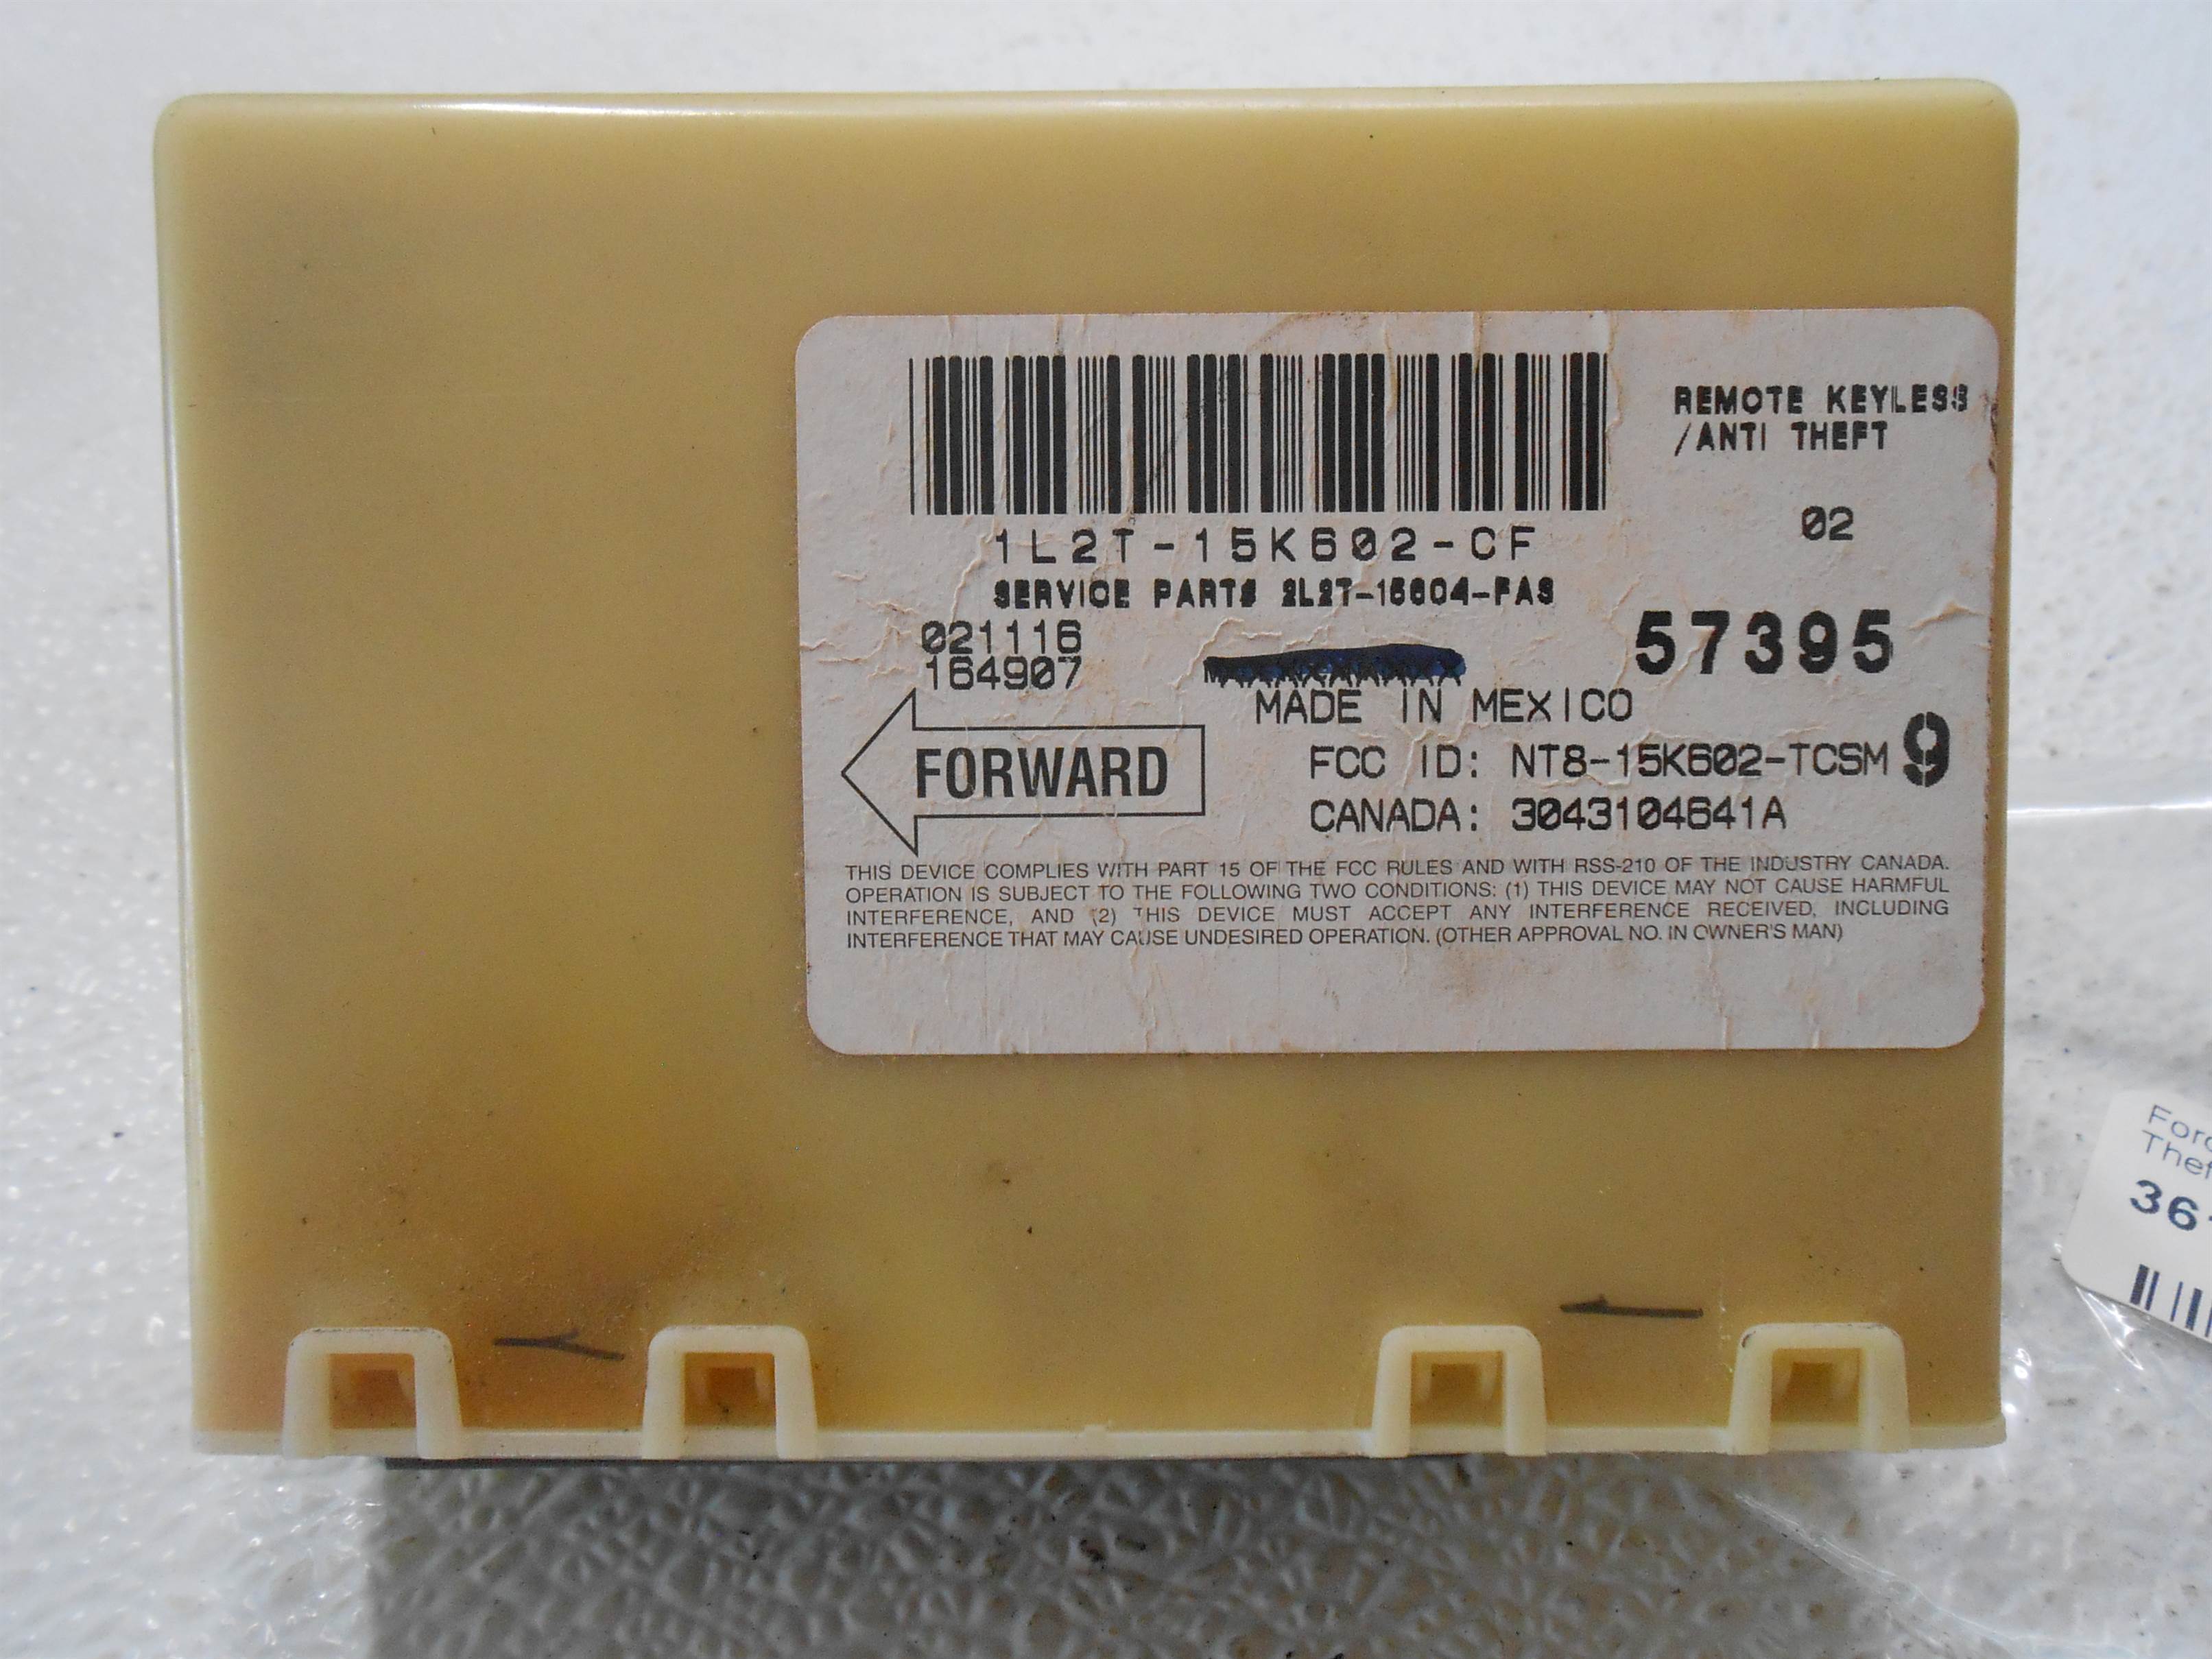 REMOTE KEYLESS
/ANTI THEFT
02
1L2T-15K602-CF
SERVICE PARTS 2L2T-15604-FAS
021116
164907
57395
MADE IN MEXICO
FORWARD
FCC ID: NT8-15K602-TCSM
9
CANADA: 3043104641A
THIS DEVICE COMPLIES WITH PART 15 OF THE FCC RULES AND WITH RSS-210 OF THE INDUSTRY CANADA.
OPERATION IS SUBJECT TO THE FOLLOWING TWO CONDITIONS: (1) THIS DEVICE MAY NOT CAUSE HARMFUL
INTERFERENCE, AND (2) THIS DEVICE MUST ACCEPT ANY INTERFERENCE RECEIVED, INCLUDING
INTERFERENCE THAT MAY CAUSE UNDESIRED OPERATION. (OTHER APPROVAL NO. IN OWNER'S MAN)
36